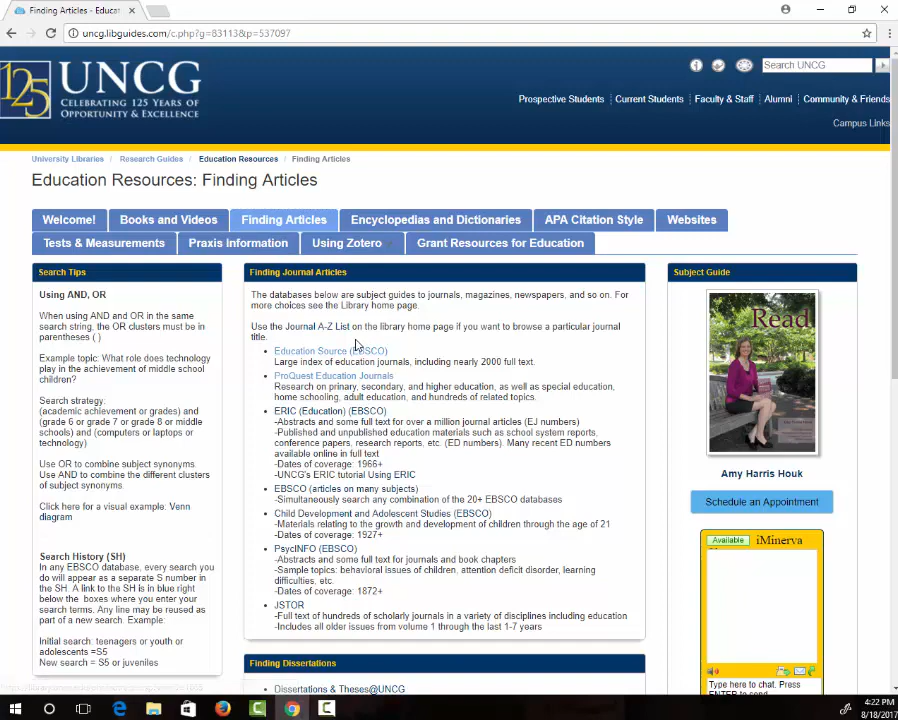 Finding Articles - Educat
uncg.libguides.com/c.php?g=83113&p=537097
125
UNCG
CELEBRATING 125 YEARS OF
OPPORTUNITY & EXCELLENCE
Search UNCG
Prospective Students
Current Students
Faculty & Staff
Alumni
Community & Friends
Campus Links
University Libraries / Research Guides / Education Resources / Finding Articles
Education Resources: Finding Articles
Welcome!
Books and Videos
Finding Articles
Encyclopedias and Dictionaries
APA Citation Style
Websites
Tests & Measurements
Praxis Information
Using Zotero
Grant Resources for Education
Search Tips
Using AND, OR
When using AND and OR in the same
search string, the OR clusters must be in
parentheses ( )
Example topic: What role does technology
play in the achievement of middle school
children?
Search strategy:
(academic achievement or grades) and
(grade 6 or grade 7 or grade 8 or middle
schools) and (computers or laptops or
technology)
Use OR to combine subject synonyms.
Use AND to combine the different clusters
of subject synonyms.
Click here for a visual example: Venn
diagram
Search History (SH)
In any EBSCO database, every search you
do will appear as a separate S number in
the SH. A link to the SH is in blue right
below the boxes where you enter your
search terms. Any line may be reused as
part of a new search. Example:
Initial search: teenagers or youth or
adolescents =S5
New search = S5 or juveniles
Finding Journal Articles
The databases below are subject guides to journals, magazines, newspapers, and so on. For
more choices see the Library home page.
Use the Journal A-Z List on the library home page if you want to browse a particular journal
title.
Education Source (EBSCO)
Large index of education journals, including nearly 2000 full text.
ProQuest Education Journals
Research on primary, secondary, and higher education, as well as special education,
home schooling, adult education, and hundreds of related topics.
ERIC (Education) (EBSCO)
-Abstracts and some full text for over a million journal articles (EJ numbers)
-Published and unpublished education materials such as school system reports,
conference papers, research reports, etc. (ED numbers). Many recent ED numbers
available online in full text
-Dates of coverage: 1966+
-UNCG's ERIC tutorial Using ERIC
EBSCO (articles on many subjects)
-Simultaneously search any combination of the 20+ EBSCO databases
Child Development and Adolescent Studies (EBSCO)
-Materials relating to the growth and development of children through the age of 21
-Dates of coverage: 1927+
PsycINFO (EBSCO)
-Abstracts and some full text for journals and book chapters
-Sample topics: behavioral issues of children, attention deficit disorder, learning
difficulties, etc.
-Dates of coverage: 1872+
JSTOR
-Full text of hundreds of scholarly journals in a variety of disciplines including education
-Includes all older issues from volume 1 through the last 1-7 years
Finding Dissertations
Dissertations & Theses@UNCG
Subject Guide
Read
Amy Harris Houk
Schedule an Appointment
Available
iMinerva
Type here to chat. Press
ENTER to send
4:22 PM
8/18/2017